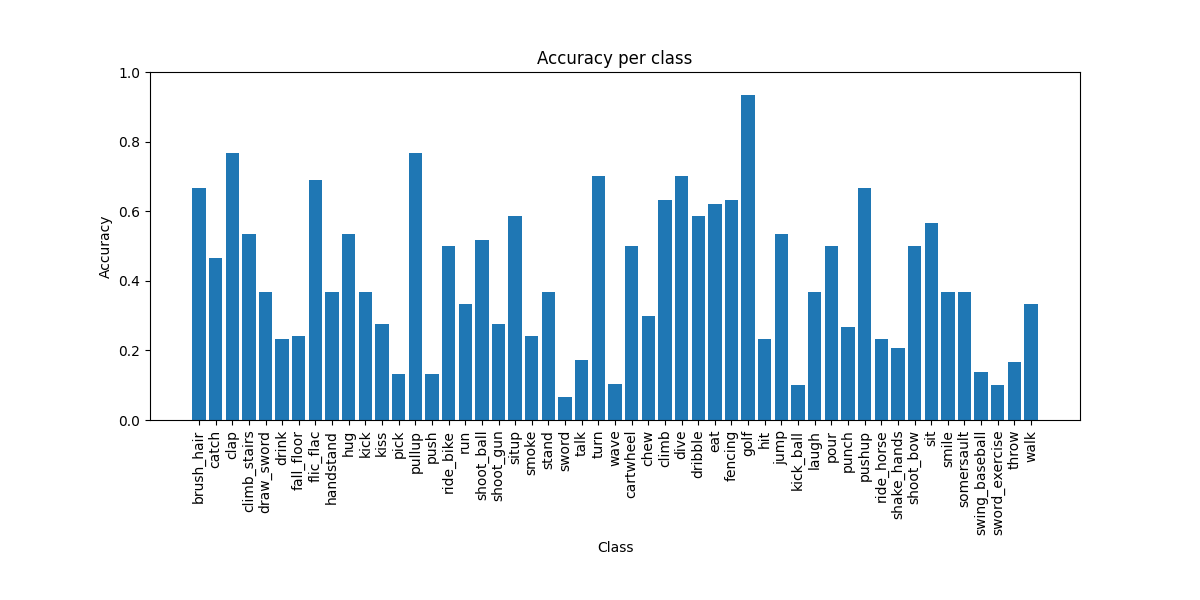 Accuracy per class
1.0
0.8
0.6
0.4
0.2
0.0
Accuracy
brush_hair
catch
clap
climb_stairs
draw_sword
drink
fall_floor
flic_flac
handstand
hug
kick
kiss
pick
pullup
push
ride_bike
run
shoot_ball
shoot_gun
situp
smoke
stand
sword
talk
turn
wave
cartwheel
chew
climb
dive
dribble
eat
fencing
golf
hit
jump
kick_ball
laugh
pour
punch
pushup
ride_horse
shake_hands
shoot_bow
sit
smile
somersault
swing_baseball
sword_exercise
throw
walk
Class